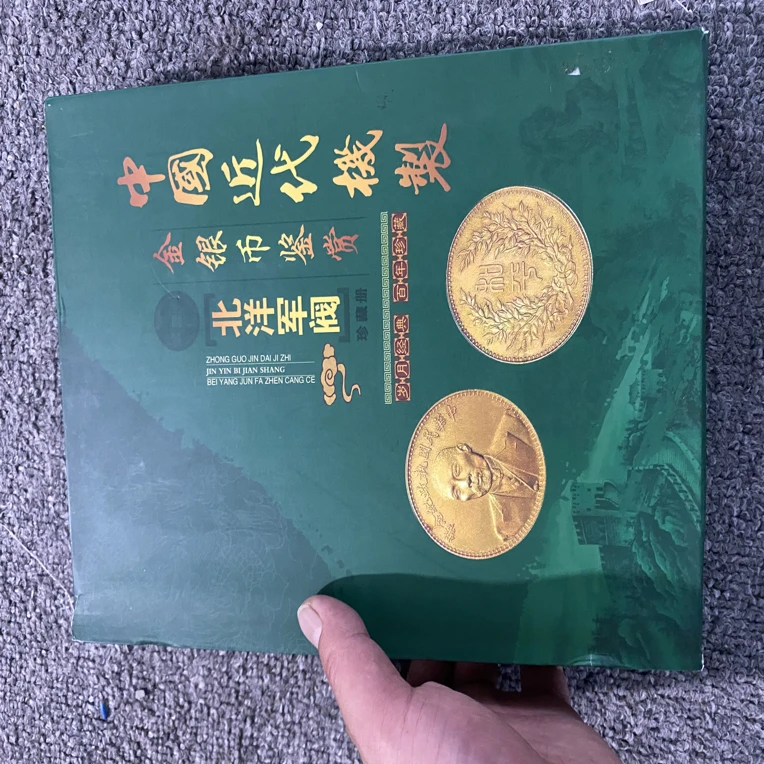 中國近代機製
金银币鉴赏
[北洋军阀]
珍藏册
ZHONG GUO JIN DAI JI ZHI
JIN YIN BI JIAN SHANG
BEI YANG JUN FA ZHEN CANG CE
岁月经典 百年珍藏